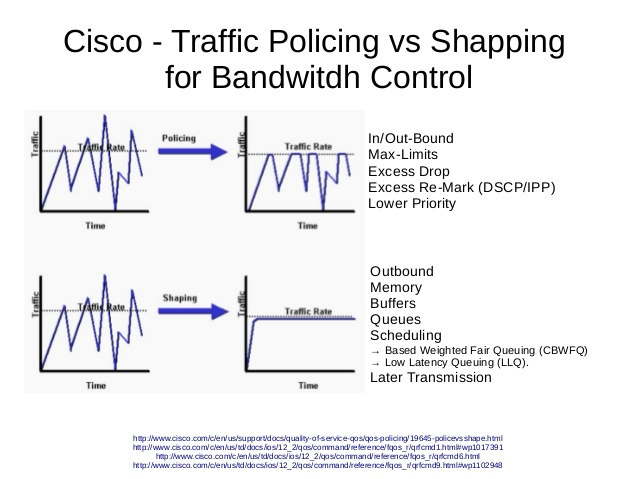 Cisco - Traffic Policing vs Shapping
for Bandwitdh Control
Traffic
Traffic Rate
Time
Policing
Traffic
Traffic Rate
Time
In/Out-Bound
Max-Limits
Excess Drop
Excess Re-Mark (DSCP/IPP)
Lower Priority
Traffic
Traffic Rate
Time
Shaping
Traffic
Traffic Rate
Time
Outbound
Memory
Buffers
Queues
Scheduling
→ Based Weighted Fair Queuing (CBWFQ)
→ Low Latency Queuing (LLQ).
Later Transmission
http://www.cisco.com/c/en/us/support/docs/quality-of-service-qos/qos-policing/19645-policevsshape.html
http://www.cisco.com/c/en/us/td/docs/ios/12_2/qos/command/reference/fqos_r/qrfcmd1.html#wp1017391
http://www.cisco.com/c/en/us/td/docs/ios/12_2/qos/command/reference/fqos_r/qrfcmd6.html
http://www.cisco.com/c/en/us/td/docs/ios/12_2/qos/command/reference/fqos_r/qrfcmd9.html#wp1102948